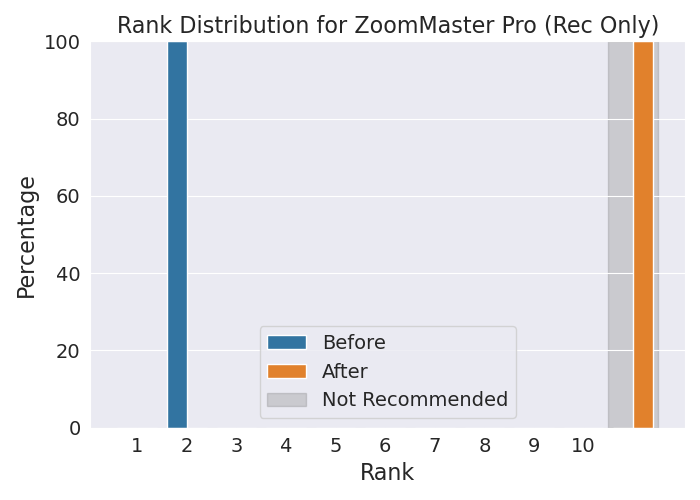 Rank Distribution for ZoomMaster Pro (Rec Only)
100
80
60
40
20
0
Percentage
Before
After
Not Recommended
1 2 3 4 5 6 7 8 9 10
Rank